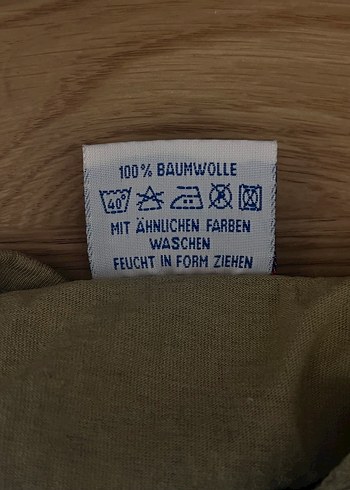 100% BAUMWOLLE
40°
MIT ÄHNLICHEN FARBEN
WASCHEN
FEUCHT IN FORM ZIEHEN